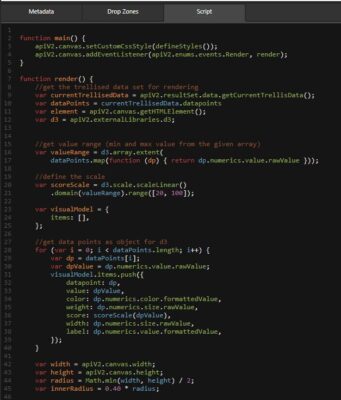 Metadata Drop Zones Script
1
2 function main() {
3 apiV2.canvas.setCustomCssStyle(defineStyles());
4 apiV2.canvas.addEventListener(apiV2.enums.events.Render, render);
5 }
6
7 function render() {
8 //get the trellised data set for rendering
9 var currentTrellisedData = apiV2.resultSet.data.getCurrentTrellisData()
10 var dataPoints = currentTrellisedData.datapoints
11 var element = apiV2.canvas.getHTMLElement();
12 var d3 = apiV2.externalLibraries.d3;
13
14
15 //get value range (min and max value from the given array)
16 var valueRange = d3.array.extent(
17 dataPoints.map(function (dp) { return dp.numerics.value.rawValue }));
18
19 //define the scale
20 var scoreScale = d3.scale.scaleLinear()
21 .domain(valueRange).range([20, 100]);
22
23 var visualModel = {
24 items: [],
25 };
26
27 //get data points as object for d3
28 for (var i = 0; i < dataPoints.length; i++) {
29 var dp = dataPoints[i];
30 var dpValue = dp.numerics.value.rawValue;
31 visualModel.items.push({
32 datapoint: dp,
33 value: dpValue,
34 color: dp.numerics.color.formattedValue,
35 weight: dp.numerics.size.rawValue,
36 score: scoreScale(dpValue),
37 width: dp.numerics.size.rawValue,
38 label: dp.numerics.value.formattedValue,
39 });
40 }
41
42 var width = apiV2.canvas.width;
43 var height = apiV2.canvas.height;
44 var radius = Math.min(width, height) / 2;
45 var innerRadius = 0.40 * radius;